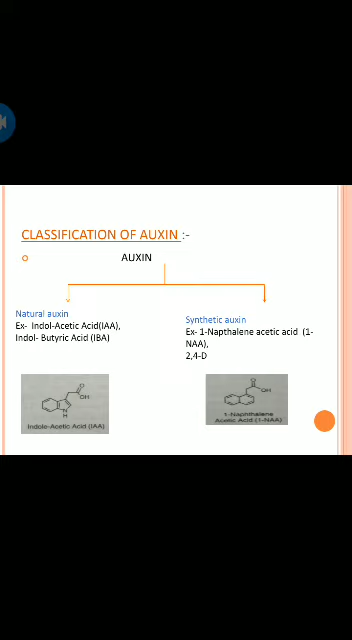 CLASSIFICATION OF AUXIN :-
AUXIN
Natural auxin
Ex- Indol-Acetic Acid(IAA),
Indol- Butyric Acid (IBA)
Synthetic auxin
Ex- 1-Napthalene acetic acid (1-
NAA),
2,4-D
O
OH
N
H
Indole-Acetic Acid (IAA)
O
OH
1-Naphthalene
Acetic Acid (1-NAA)